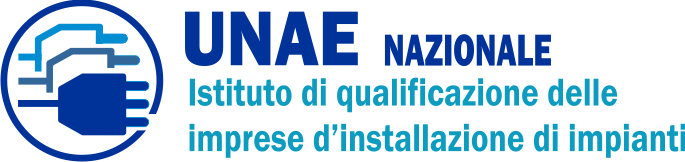 UNAE NAZIONALE
Istituto di qualificazione delle
imprese d’installazione di impianti